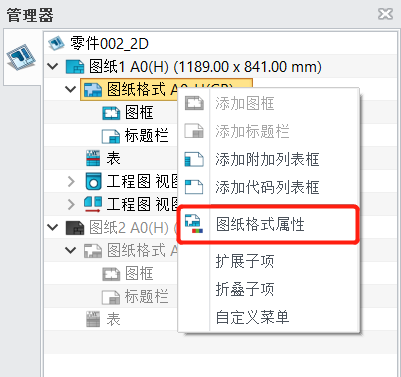 管理器
零件002_2D
图纸1 A0(H) (1189.00 x 841.00 mm)
图纸格式 A0_H(GB)
图框
标题栏
表
工程图 视图
工程图 视图
图纸2 A0(H)
图纸格式 A
图框
标题栏
表
添加图框
添加标题栏
添加附加列表框
添加代码列表框
图纸格式属性
扩展子项
折叠子项
自定义菜单